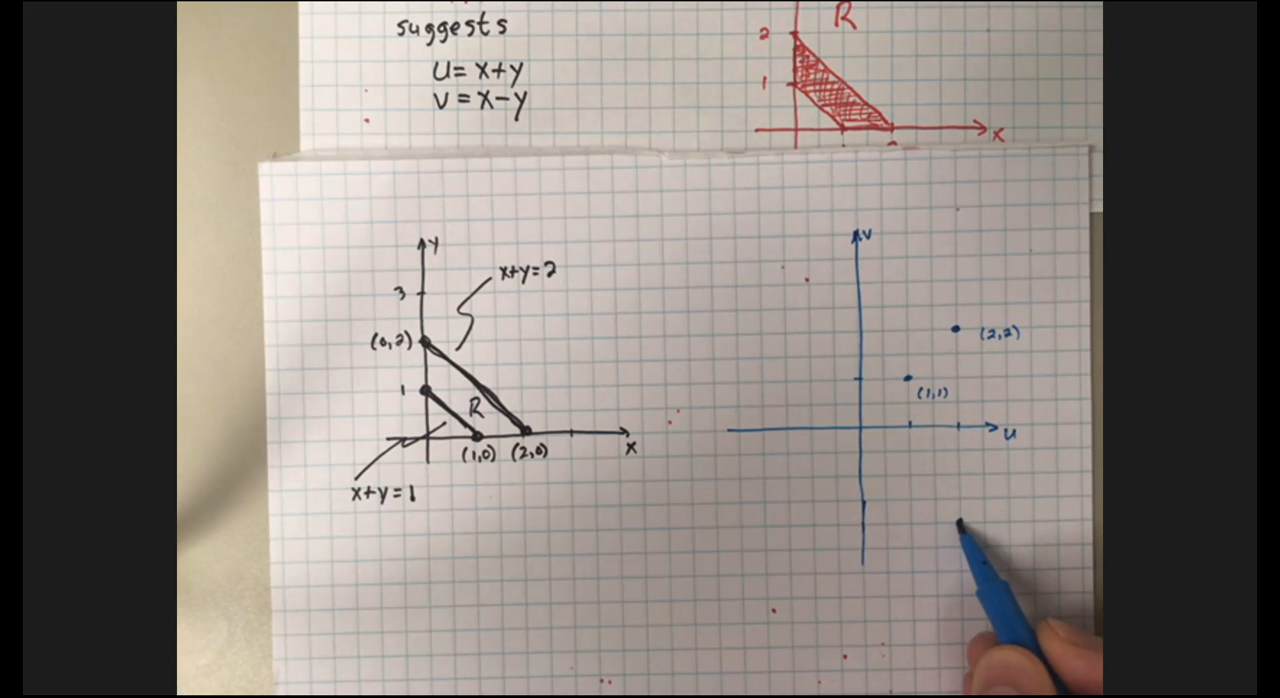 suggests
u = x+y
v = x-y
R
2
1
x
y
x+y=2
3
(0,2)
1
R
(1,0) (2,0)
x
x+y=1
v
(2,2)
(1,1)
u